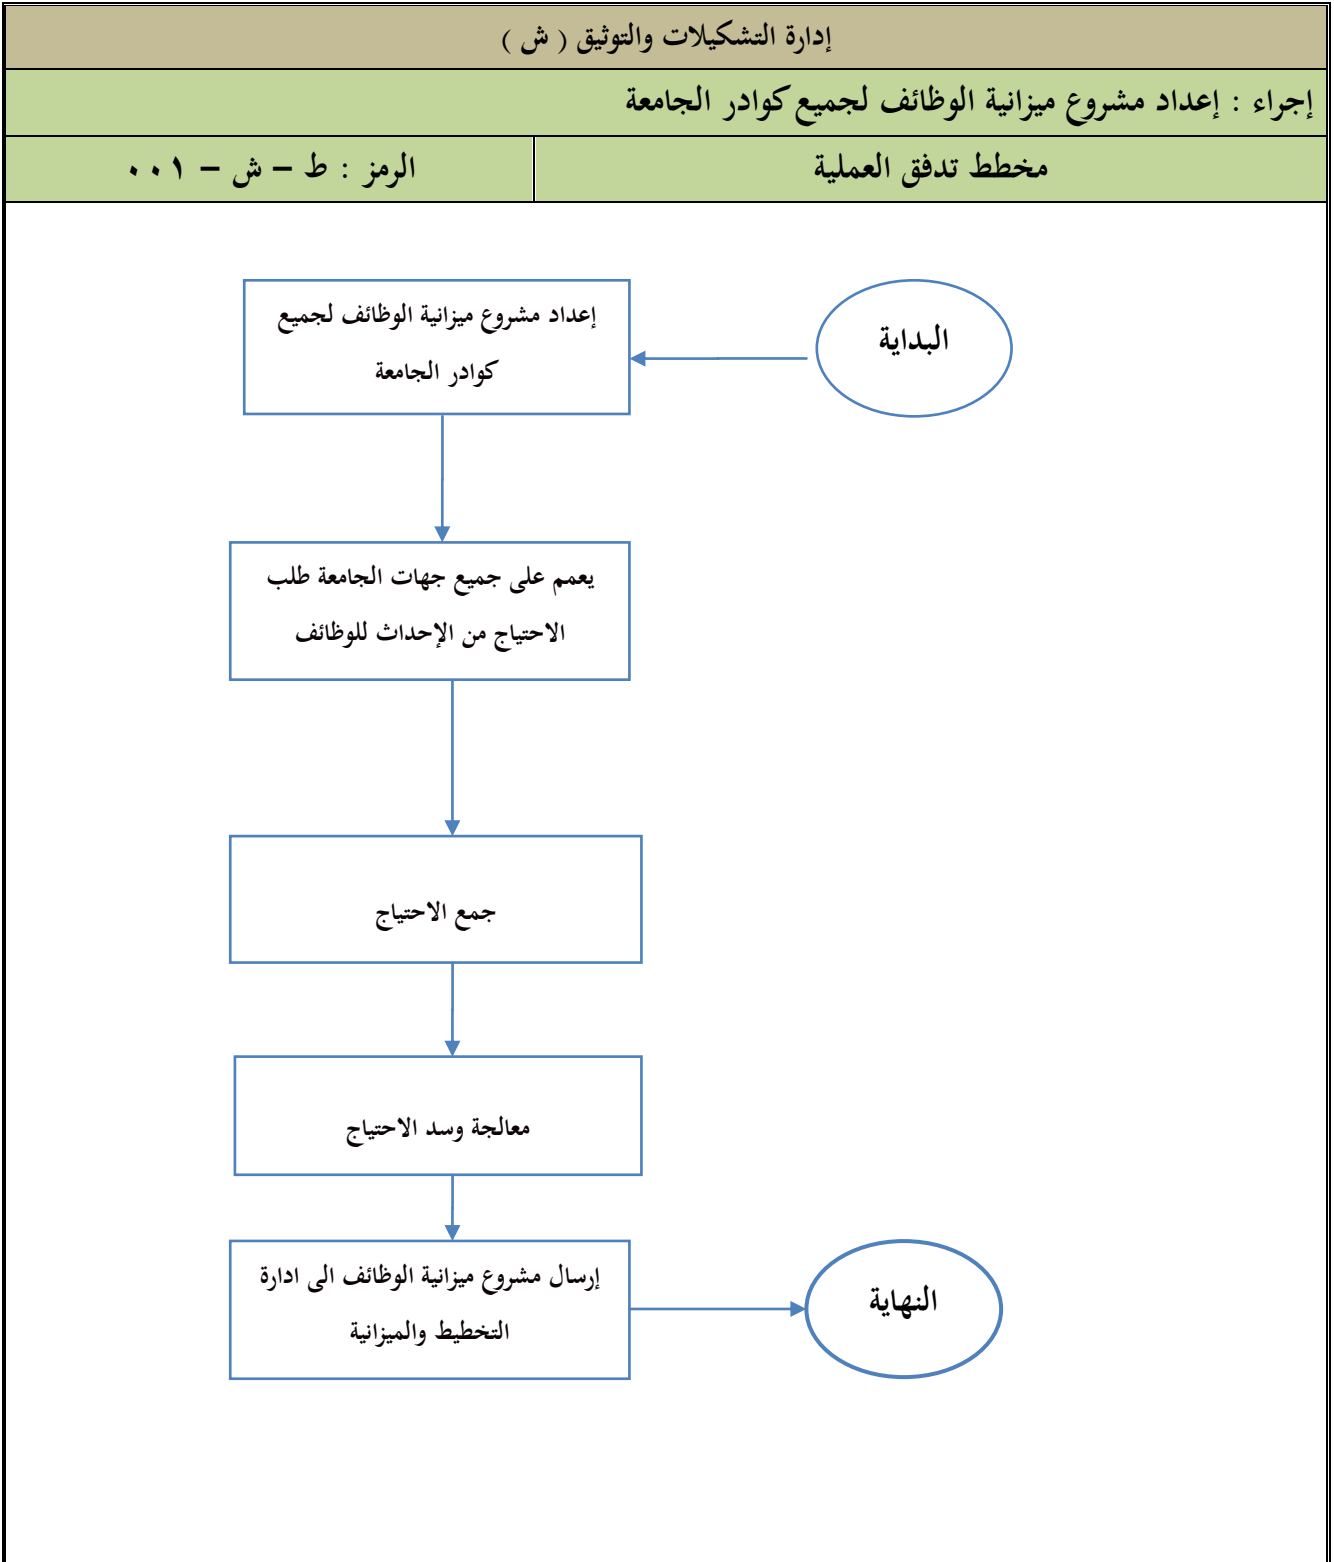 إدارة التشكيلات والتوثيق ( ش )
إجراء : إعداد مشروع ميزانية الوظائف لجميع كوادر الجامعة
مخطط تدفق العملية
الرمز : ط – ش – ٠٠١
البداية
إعداد مشروع ميزانية الوظائف لجميع
كوادر الجامعة
يعمم على جميع جهات الجامعة طلب
الاحتياج من الإحداث للوظائف
جمع الاحتياج
معالجة وسد الاحتياج
إرسال مشروع ميزانية الوظائف الى ادارة
التخطيط والميزانية
النهاية